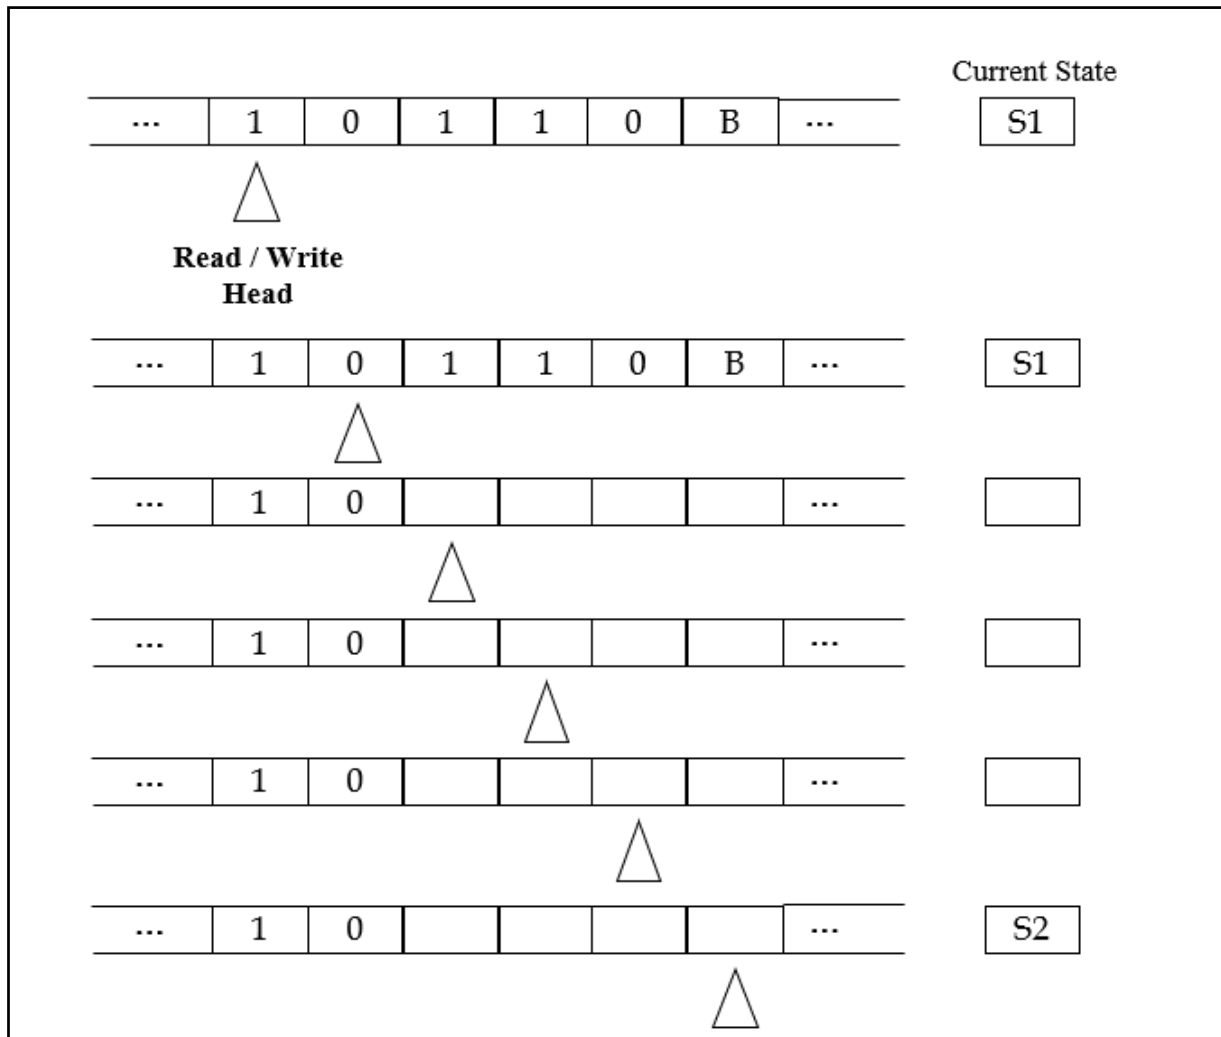 Current State
... 1 0 1 1 0 B ... S1
Read / Write
Head
... 1 0 1 1 0 B ... S1
... 1 0 ...
... 1 0 ...
... 1 0 ...
... 1 0 ... S2